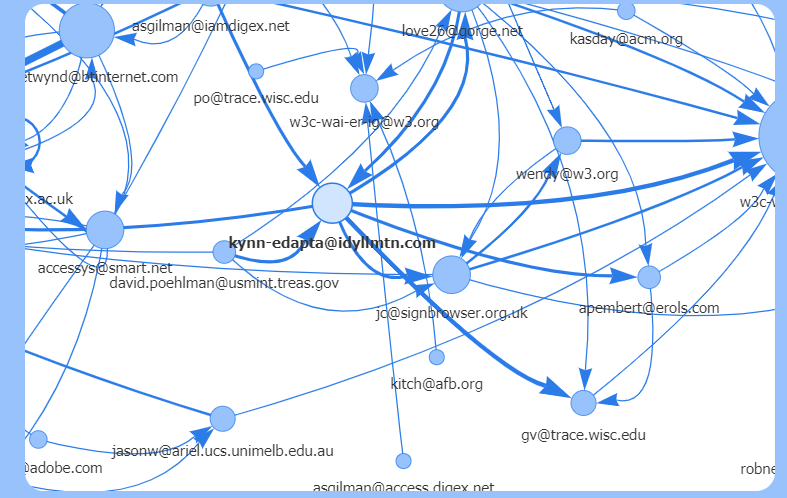 asgilman@iamdigex.net
love26@gorge.net
kasday@acm.org
etwynd@btinternet.com
po@trace.wisc.edu
w3c-wai-er-ig@w3.org
wendy@w3.org
x.ac.uk
w3c-w
kynn-edapta@idyllmtn.com
accessys@smart.net
david.poehlman@usmint.treas.gov
jc@signbrowser.org.uk
apembert@erols.com
kitch@afb.org
gv@trace.wisc.edu
jasonw@ariel.ucs.unimelb.edu.au
@adobe.com
robne
asgilman@access.digex.net